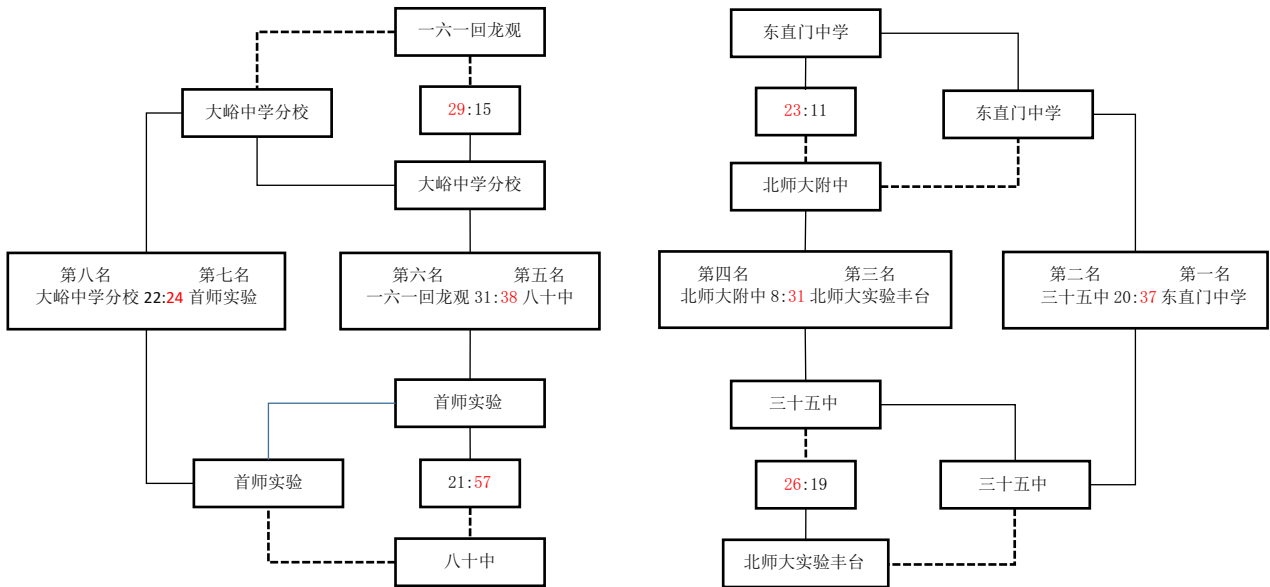 一六一回龙观
大峪中学分校
29:15
大峪中学分校
第八名 第七名
大峪中学分校 22:24 首师实验
第六名 第五名
一六一回龙观 31:38 八十中
首师实验
首师实验
21:57
八十中
东直门中学
23:11
东直门中学
北师大附中
第四名 第三名
北师大附中 8:31 北师大实验丰台
第二名 第一名
三十五中 20:37 东直门中学
三十五中
26:19
三十五中
北师大实验丰台